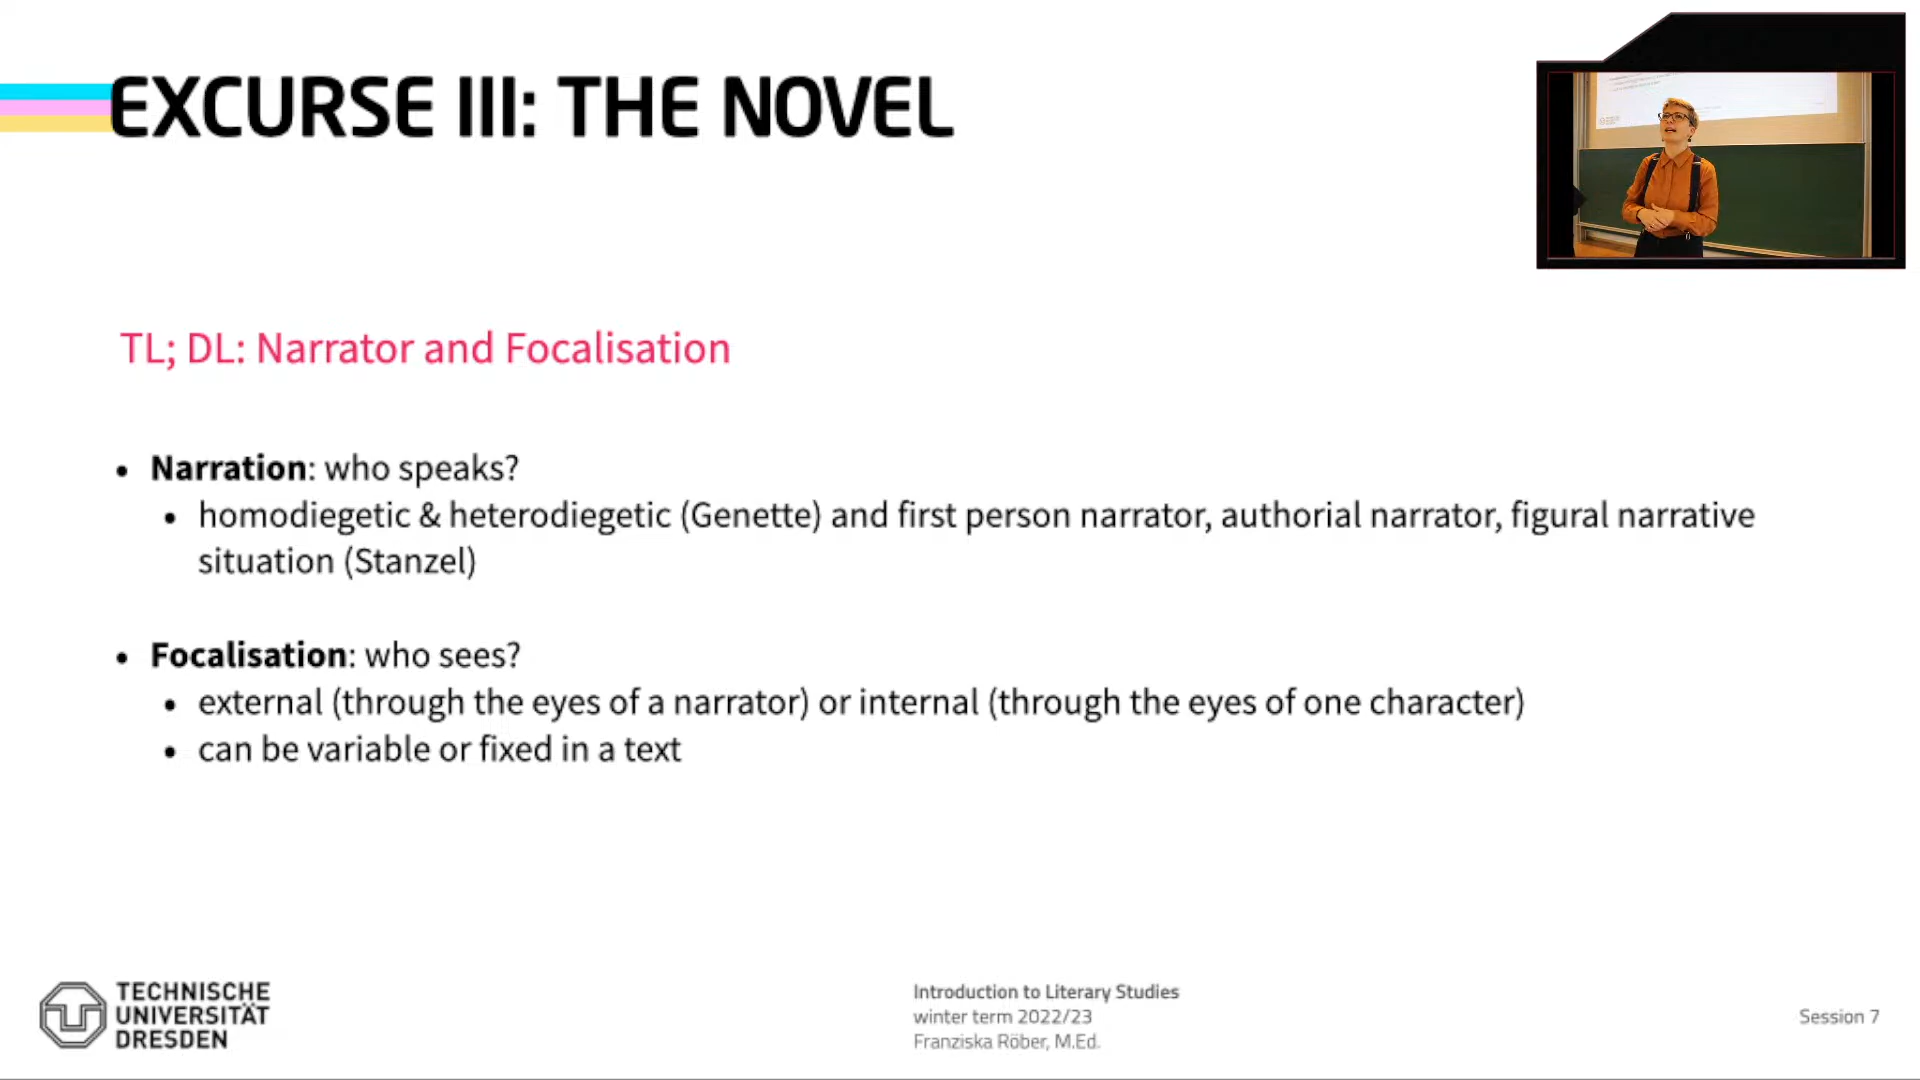 EXCURSE III: THE NOVEL
TL; DL: Narrator and Focalisation
• Narration: who speaks?
• homodiegetic & heterodiegetic (Genette) and first person narrator, authorial narrator, figural narrative
situation (Stanzel)
• Focalisation: who sees?
• external (through the eyes of a narrator) or internal (through the eyes of one character)
• can be variable or fixed in a text
TECHNISCHE
UNIVERSITÄT
DRESDEN
Introduction to Literary Studies
winter term 2022/23
Franziska Röber, M.Ed.
Session 7